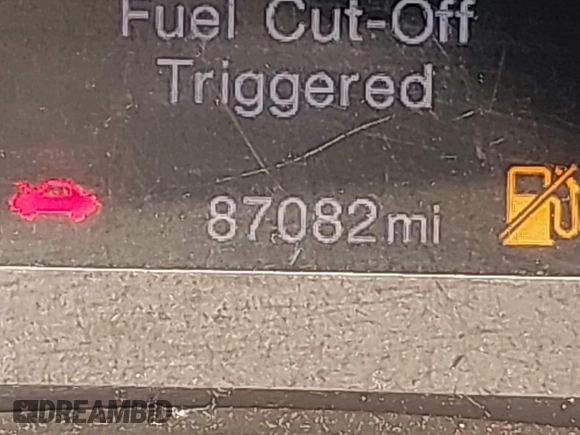 Fuel Cut-Off
Triggered
87082mi
DREAMBID